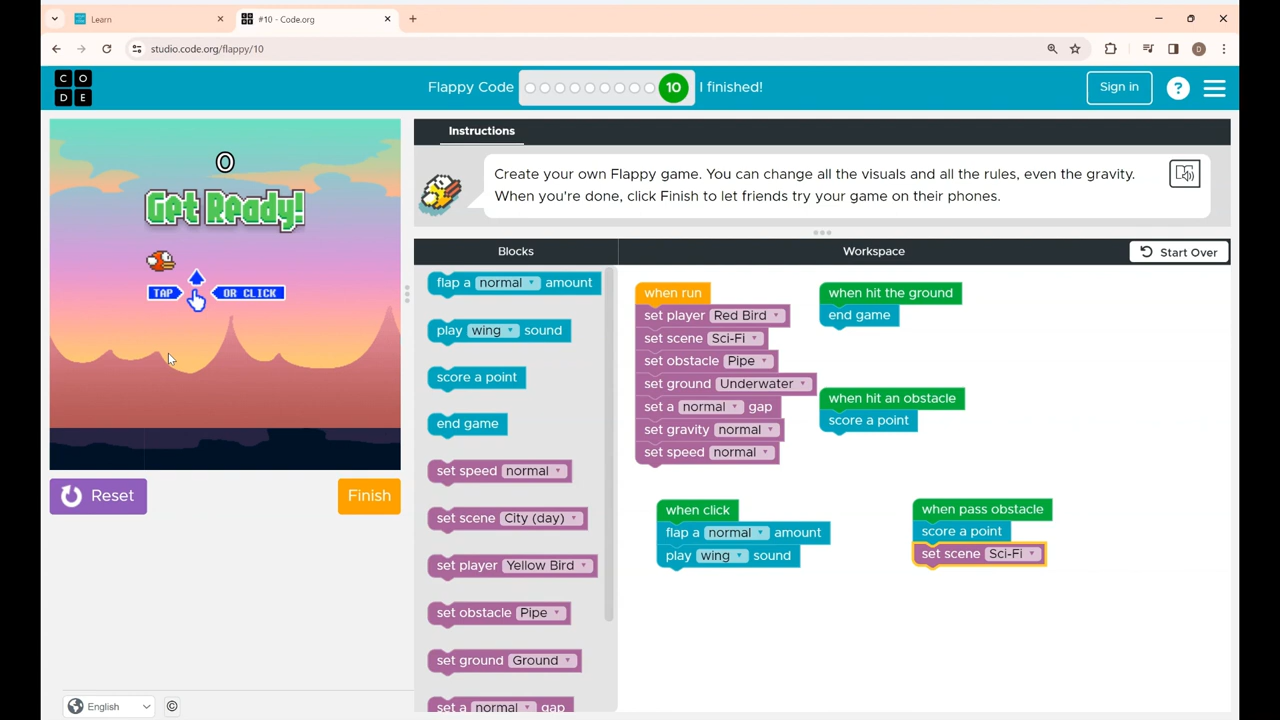 Learn
#10 - Code.org
studio.code.org/flappy/10
D
C O
D E
Flappy Code
10
I finished!
Sign in
?
0
Get Ready!
TAP
OR CLICK
Reset
Finish
English
©
Instructions
Create your own Flappy game. You can change all the visuals and all the rules, even the gravity.
When you're done, click Finish to let friends try your game on their phones.
Blocks
flap a normal amount
play wing sound
score a point
end game
set speed normal
set scene City (day)
set player Yellow Bird
set obstacle Pipe
set ground Ground
set a normal gap
Workspace
Start Over
when run
set player Red Bird
set scene Sci-Fi
set obstacle Pipe
set ground Underwater
set a normal gap
set gravity normal
set speed normal
when hit the ground
end game
when hit an obstacle
score a point
when click
flap a normal amount
play wing sound
when pass obstacle
score a point
set scene Sci-Fi